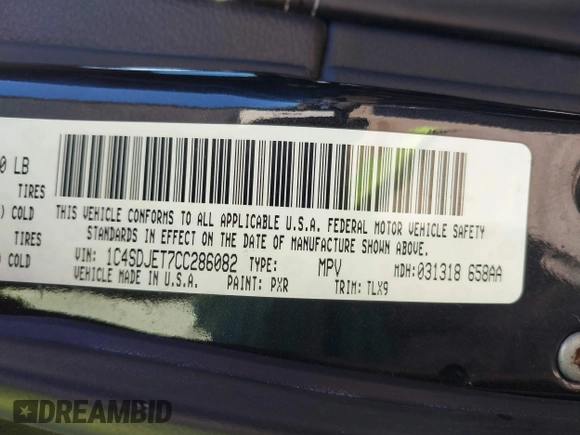 0 LB
TIRES
) COLD
TIRES
) COLD
THIS VEHICLE CONFORMS TO ALL APPLICABLE U.S.A. FEDERAL MOTOR VEHICLE SAFETY
STANDARDS IN EFFECT ON THE DATE OF MANUFACTURE SHOWN ABOVE.
VIN: 1C4SDJET7CC286082 TYPE: MPV MDH:031318 658AA
VEHICLE MADE IN U.S.A. PAINT: PXR TRIM: TLX9
DREAMBID